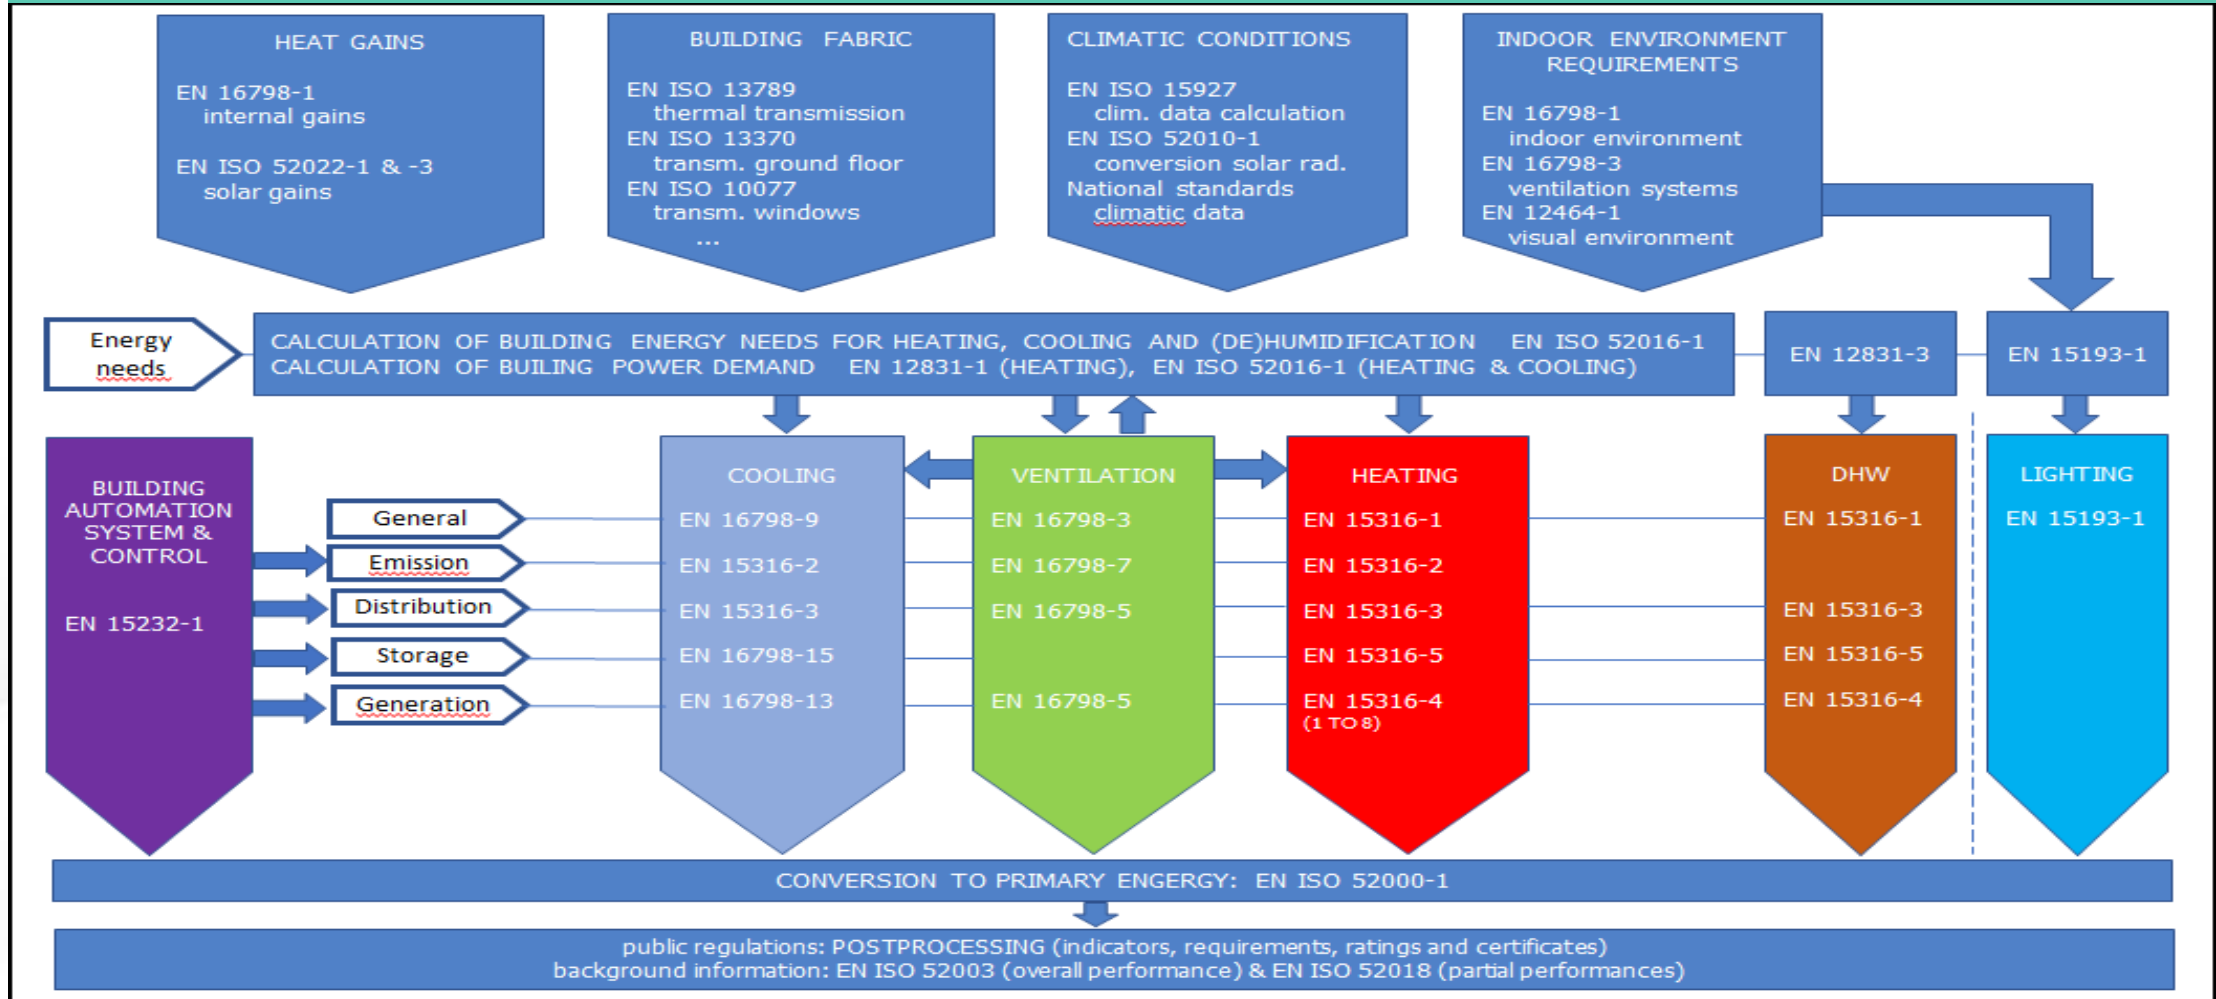 HEAT GAINS
EN 16798-1
internal gains
EN ISO 52022-1 & -3
solar gains
BUILDING FABRIC
EN ISO 13789
thermal transmission
EN ISO 13370
transm. ground floor
EN ISO 10077
transm. windows
...
CLIMATIC CONDITIONS
EN ISO 15927
clim. data calculation
EN ISO 52010-1
conversion solar rad.
National standards
climatic data
INDOOR ENVIRONMENT
REQUIREMENTS
EN 16798-1
indoor environment
EN 16798-3
ventilation systems
EN 12464-1
visual environment
Energy
needs
CALCULATION OF BUILDING ENERGY NEEDS FOR HEATING, COOLING AND (DE)HUMIDIFICATION EN ISO 52016-1
CALCULATION OF BUILING POWER DEMAND EN 12831-1 (HEATING), EN ISO 52016-1 (HEATING & COOLING)
EN 12831-3
EN 15193-1
BUILDING
AUTOMATION
SYSTEM &
CONTROL
EN 15232-1
General
Emission
Distribution
Storage
Generation
COOLING
EN 16798-9
EN 15316-2
EN 15316-3
EN 16798-15
EN 16798-13
VENTILATION
EN 16798-3
EN 16798-7
EN 16798-5
EN 16798-5
HEATING
EN 15316-1
EN 15316-2
EN 15316-3
EN 15316-5
EN 15316-4
(1 TO 8)
DHW
EN 15316-1
EN 15316-3
EN 15316-5
EN 15316-4
LIGHTING
EN 15193-1
CONVERSION TO PRIMARY ENGERGY: EN ISO 52000-1
public regulations: POSTPROCESSING (indicators, requirements, ratings and certificates)
background information: EN ISO 52003 (overall performance) & EN ISO 52018 (partial performances)